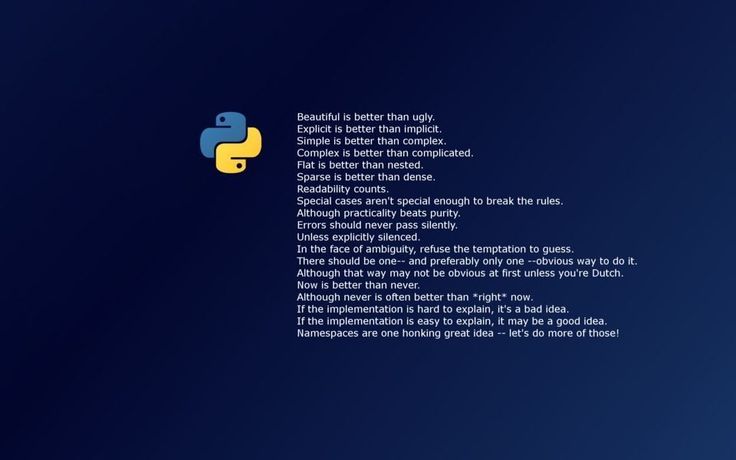 Beautiful is better than ugly.
Explicit is better than implicit.
Simple is better than complex.
Complex is better than complicated.
Flat is better than nested.
Sparse is better than dense.
Readability counts.
Special cases aren't special enough to break the rules.
Although practicality beats purity.
Errors should never pass silently.
Unless explicitly silenced.
In the face of ambiguity, refuse the temptation to guess.
There should be one-- and preferably only one --obvious way to do it.
Although that way may not be obvious at first unless you're Dutch.
Now is better than never.
Although never is often better than *right* now.
If the implementation is hard to explain, it's a bad idea.
If the implementation is easy to explain, it may be a good idea.
Namespaces are one honking great idea -- let's do more of those!